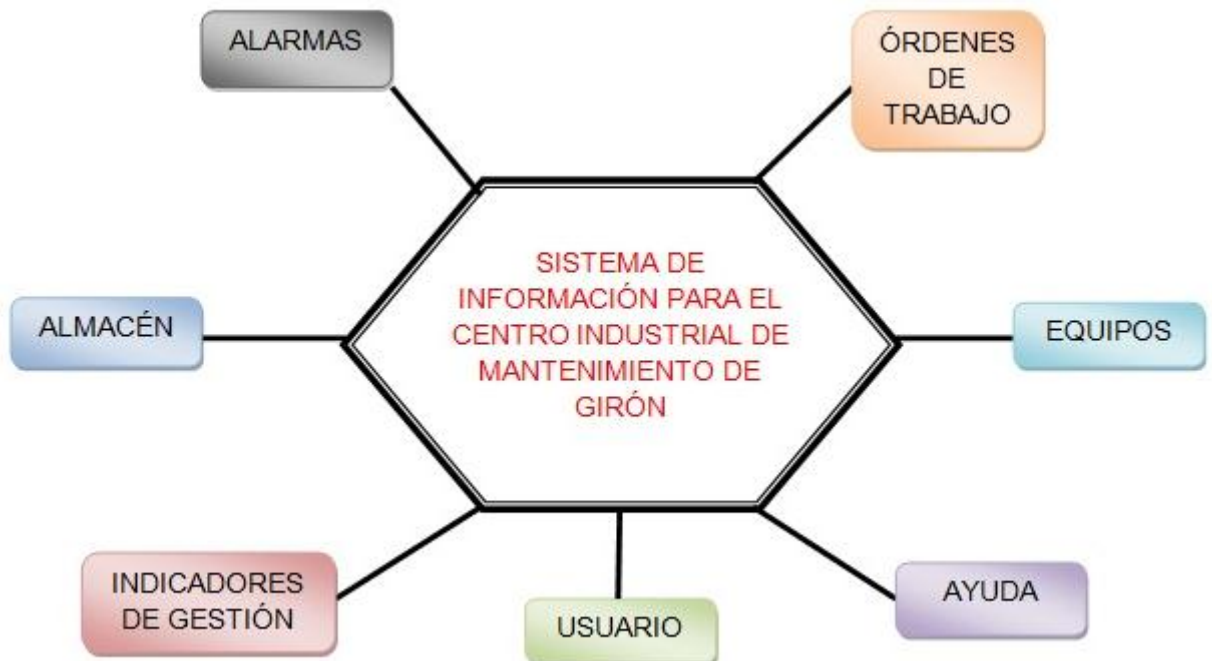 ALARMAS
ÓRDENES
DE
TRABAJO
SISTEMA DE
INFORMACIÓN PARA EL
CENTRO INDUSTRIAL DE
MANTENIMIENTO DE
GIRÓN
ALMACÉN
EQUIPOS
INDICADORES
DE GESTIÓN
USUARIO
AYUDA